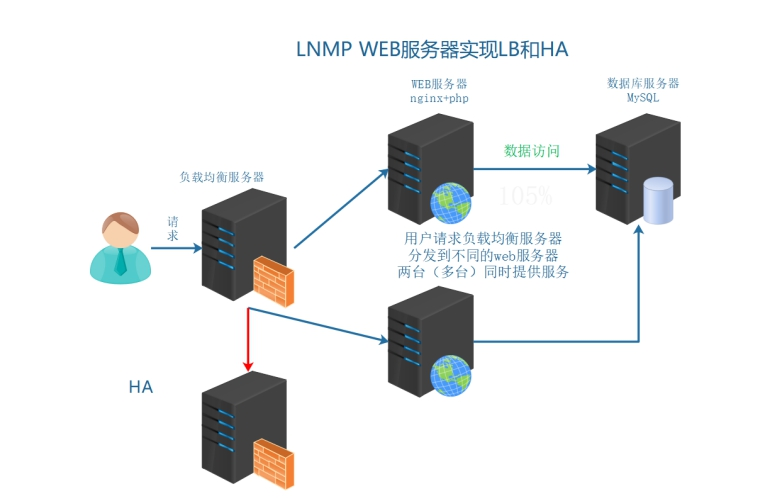 LNMP WEB服务器实现LB和HA
WEB服务器
nginx+php
数据库服务器
MySQL
数据访问
负载均衡服务器
105%
请
求
用户请求负载均衡服务器
分发到不同的web服务器
两台（多台）同时提供服务
HA